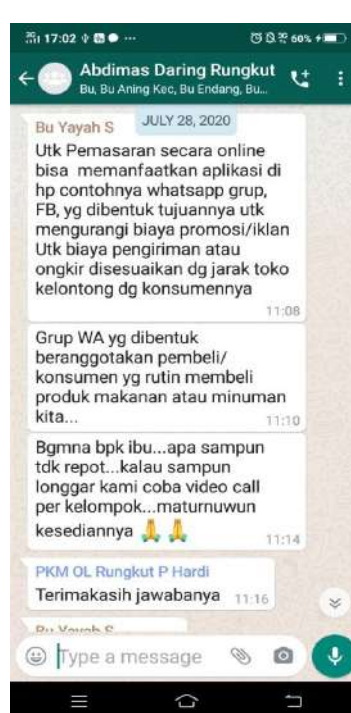 17:02
60%
Abdimas Daring Rungkut
Bu, Bu Aning Kec, Bu Endang, Bu...
JULY 28, 2020
Bu Yayah S
Utk Pemasaran secara online
bisa memanfaatkan aplikasi di
hp contohnya whatsapp grup,
FB, yg dibentuk tujuannya utk
mengurangi biaya promosi/iklan
Utk biaya pengiriman atau
ongkir disesuaikan dg jarak toko
kelontong dg konsumennya
11:08
Grup WA yg dibentuk
beranggotakan pembeli/
konsumen yg rutin membeli
produk makanan atau minuman
kita...
11:10
Bgmna bpk ibu...apa sampun
tdk repot...kalau sampun
longgar kami coba video call
per kelompok...maturnuwun
kesediannya 🙏 🙏
11:14
PKM OL Rungkut P Hardi
Terimakasih jawabanya 11:16
Bu Yayah S
Type a message